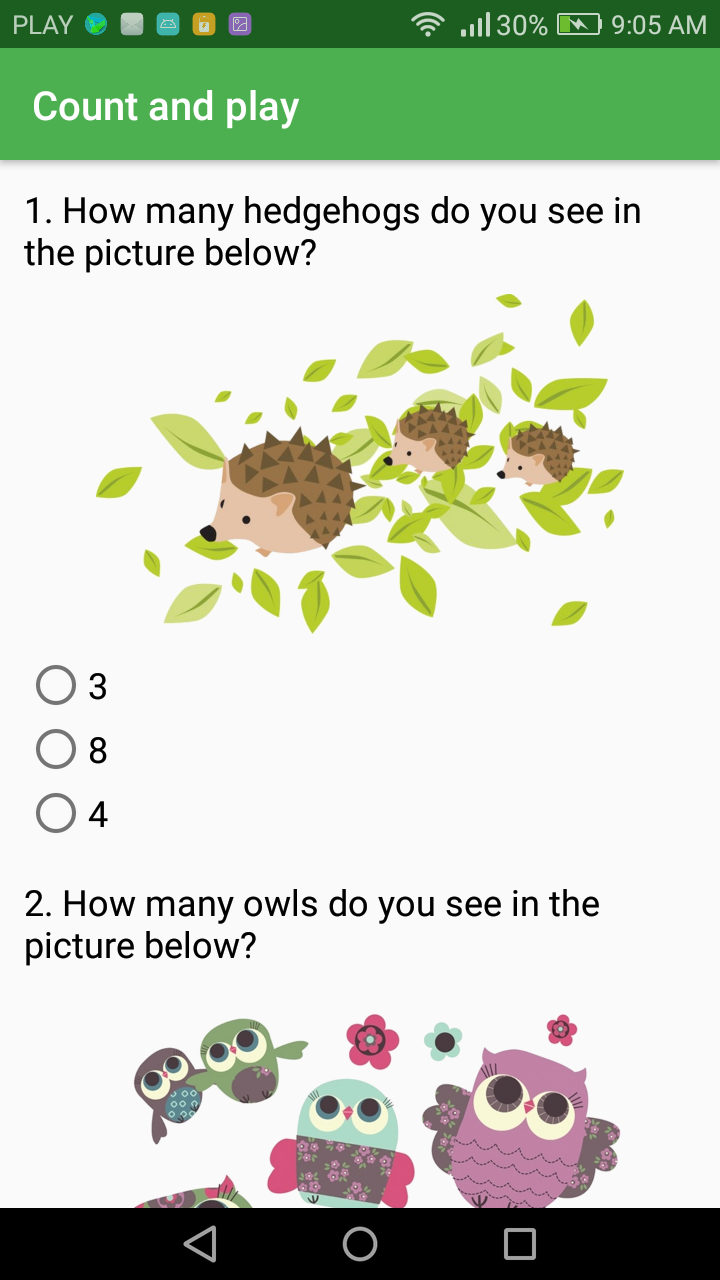 PLAY 30% 9:05 AM
Count and play
1. How many hedgehogs do you see in
the picture below?
3
8
4
2. How many owls do you see in the
picture below?